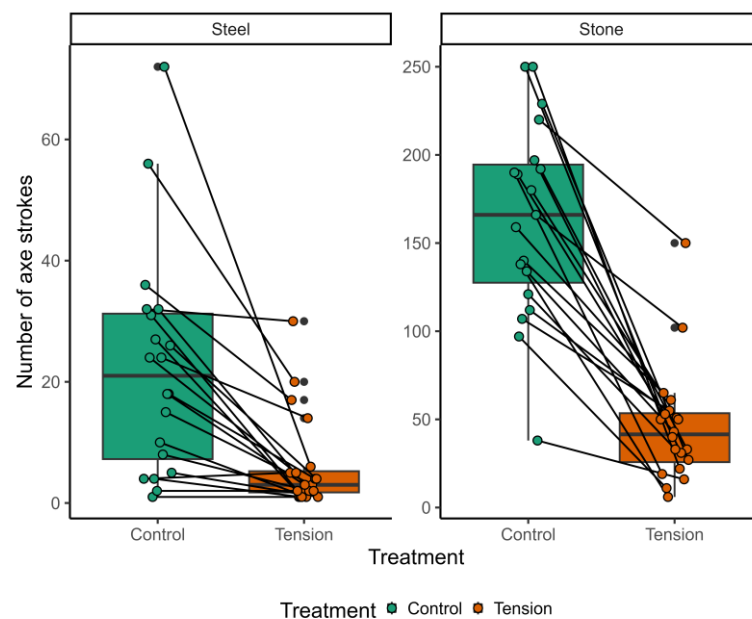 Steel
Stone
Number of axe strokes
60
40
20
0
250
200
150
100
50
0
Control Tension Control Tension
Treatment
Treatment Control Tension